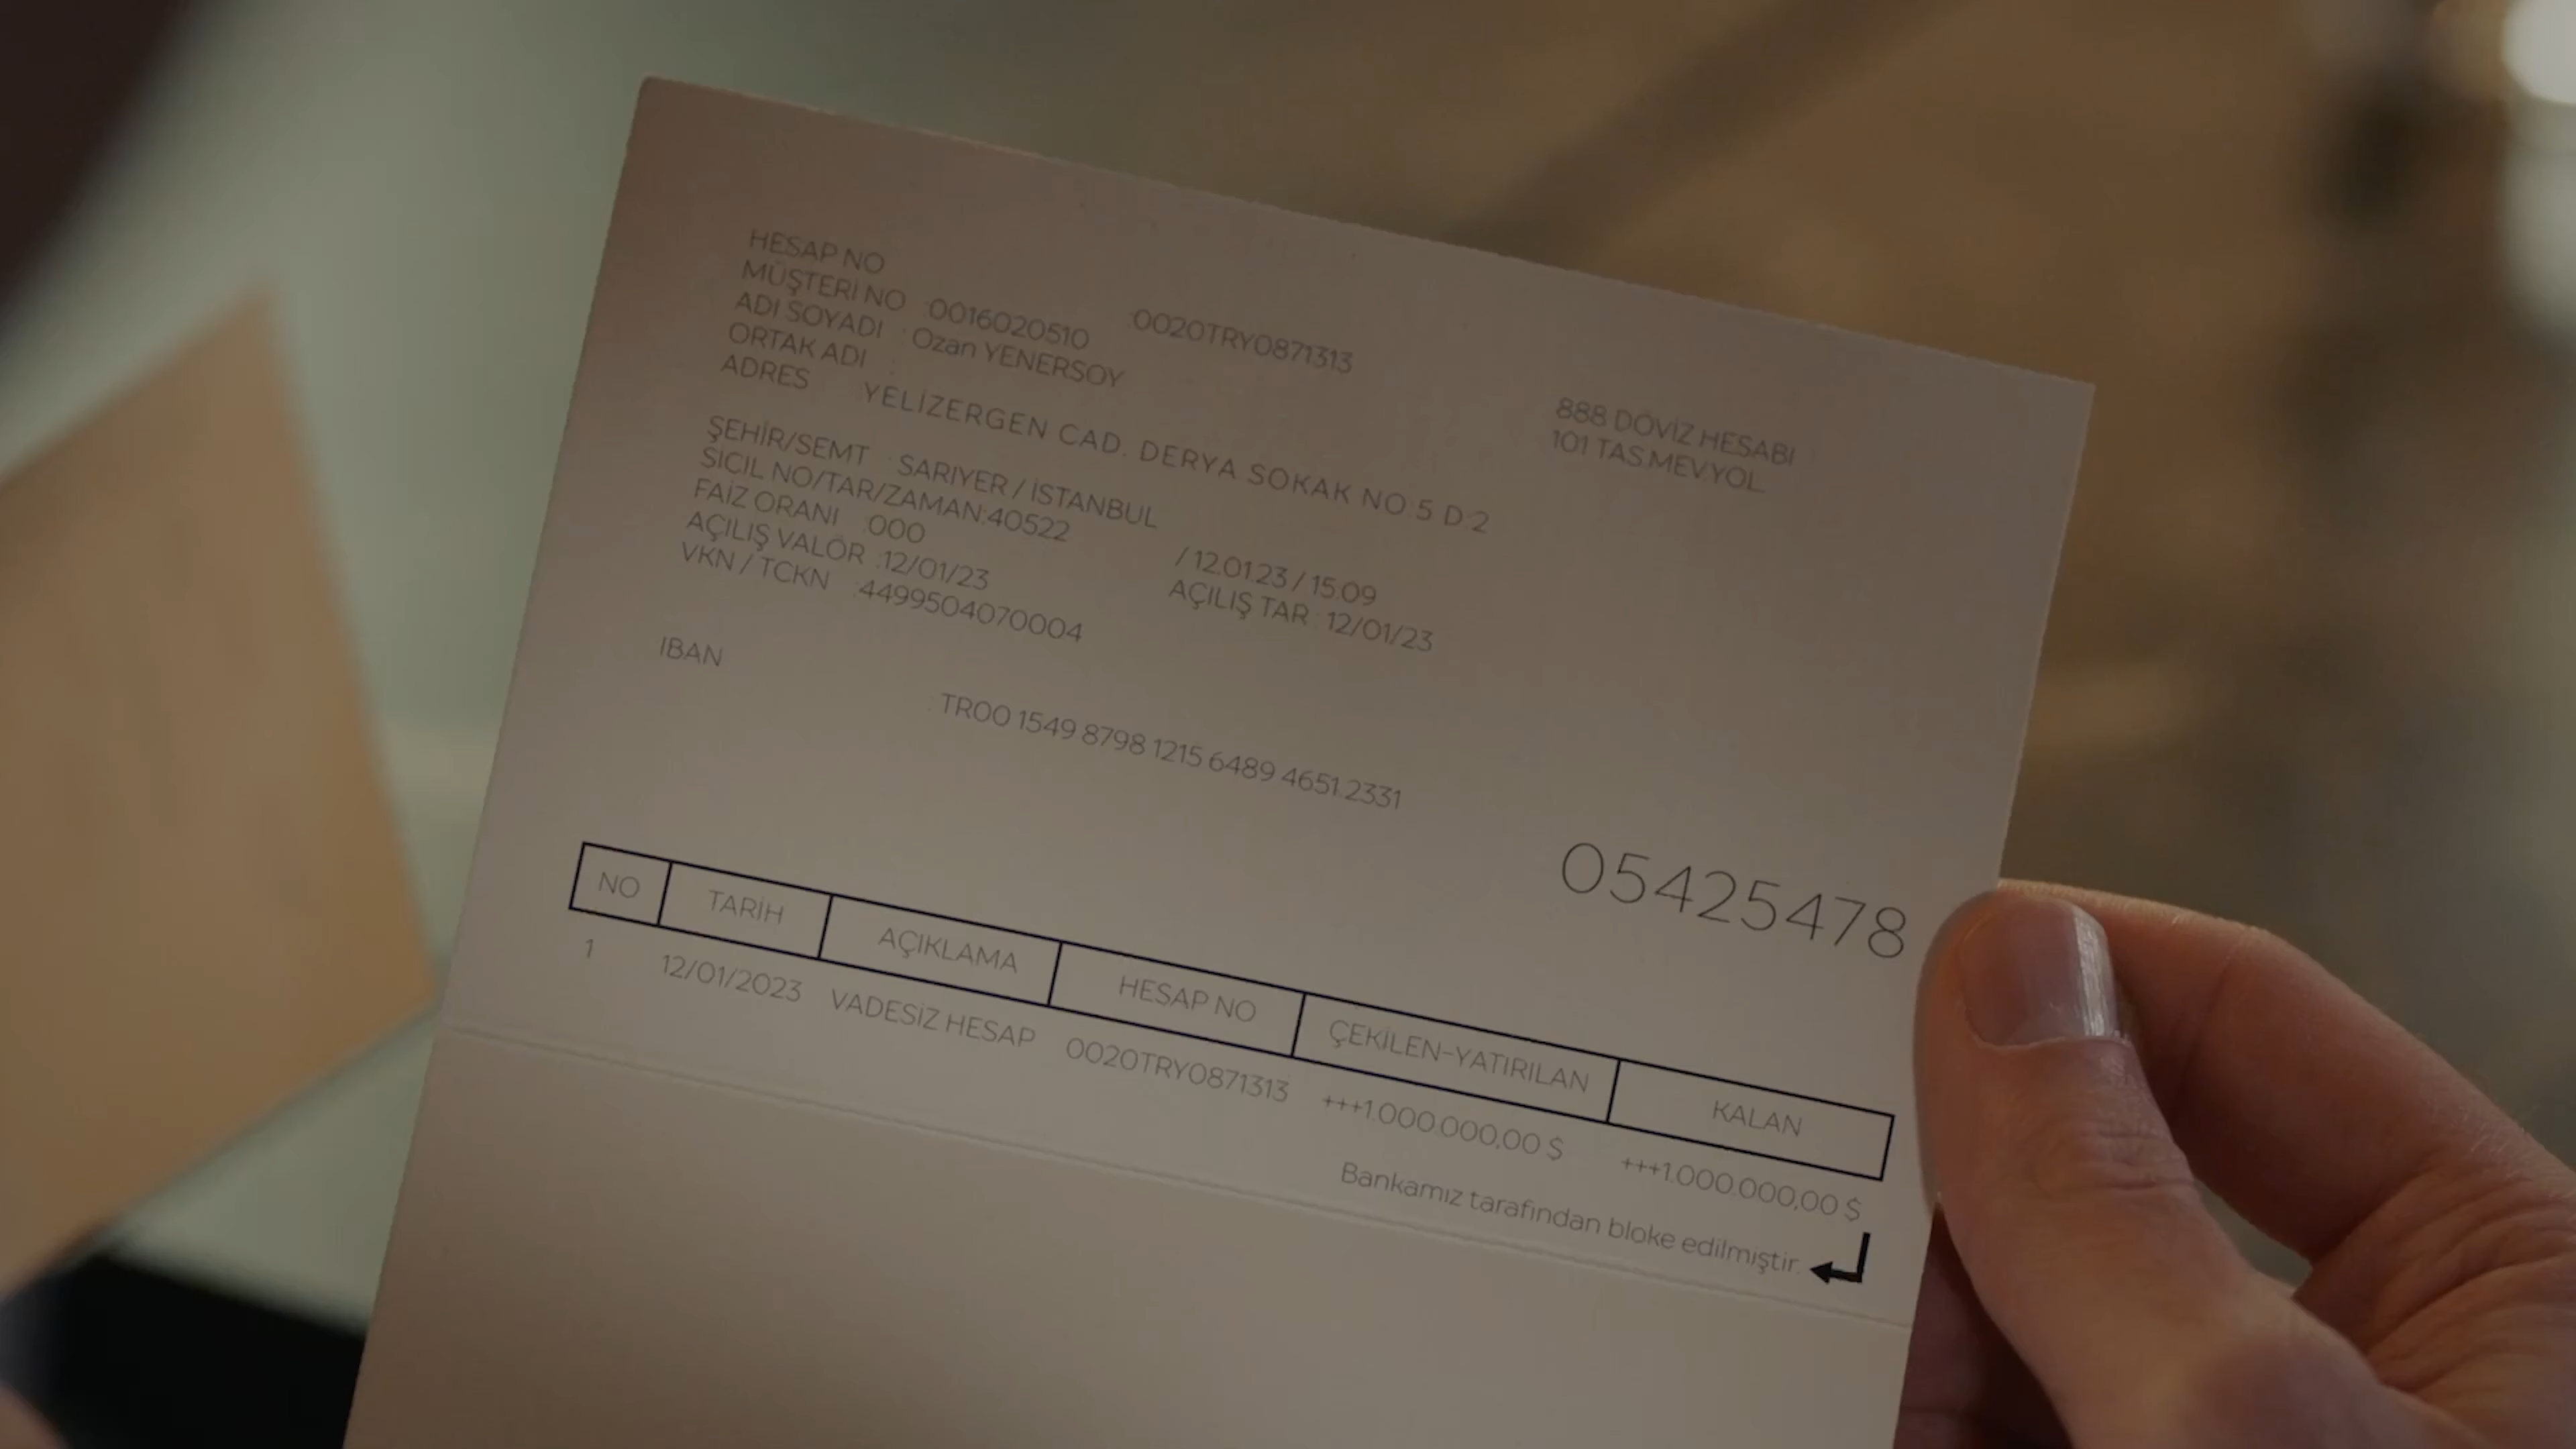 HESAP NO :0020TRY0871313
MÜŞTERİ NO :0016020510
ADI SOYADI : Ozan YENERSOY
ORTAK ADI :
ADRES YELİZERGEN CAD. DERYA SOKAK NO:5 D:2
888 DÖVİZ HESABI
101 TAS.MEV.YOL.
ŞEHİR/SEMT : SARIYER / İSTANBUL
SİCİL NO/TAR/ZAMAN:40522 / 12.01.23 / 15:09
FAİZ ORANI :000
AÇILIŞ VALÖR :12/01/23 AÇILIŞ TAR : 12/01/23
VKN / TCKN :4499504070004
IBAN : TR00 1549 8798 1215 6489 4651.2331
05425478
NO TARİH AÇIKLAMA HESAP NO ÇEKİLEN-YATIRILAN KALAN
1 12/01/2023 VADESİZ HESAP 0020TRY0871313 +++1.000.000,00 $ +++1.000.000,00 $
Bankamız tarafından bloke edilmiştir.